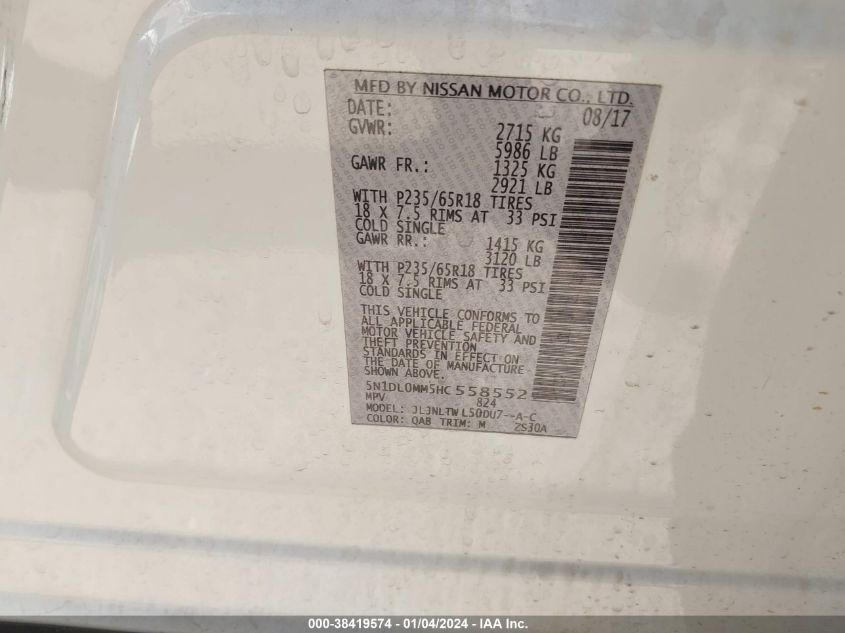 MFD BY NISSAN MOTOR CO., LTD.
DATE: 08/17
GVWR: 2715 KG
5986 LB
GAWR FR.: 1325 KG
2921 LB
WITH P235/65R18 TIRES
18 X 7.5 RIMS AT 33 PSI
COLD SINGLE
GAWR RR.: 1415 KG
3120 LB
WITH P235/65R18 TIRES
18 X 7.5 RIMS AT 33 PSI
COLD SINGLE
THIS VEHICLE CONFORMS TO
ALL APPLICABLE FEDERAL
MOTOR VEHICLE SAFETY AND
THEFT PREVENTION
STANDARDS IN EFFECT ON
THE DATE OF MANUFACTURE
SHOWN ABOVE.
5N1DL0MM5HC558552
MPV 824
MODEL: JLJNLTWL50DU7--A-C
COLOR: QAB TRIM: M 2S30A
000-38419574 - 01/04/2024 - IAA Inc.